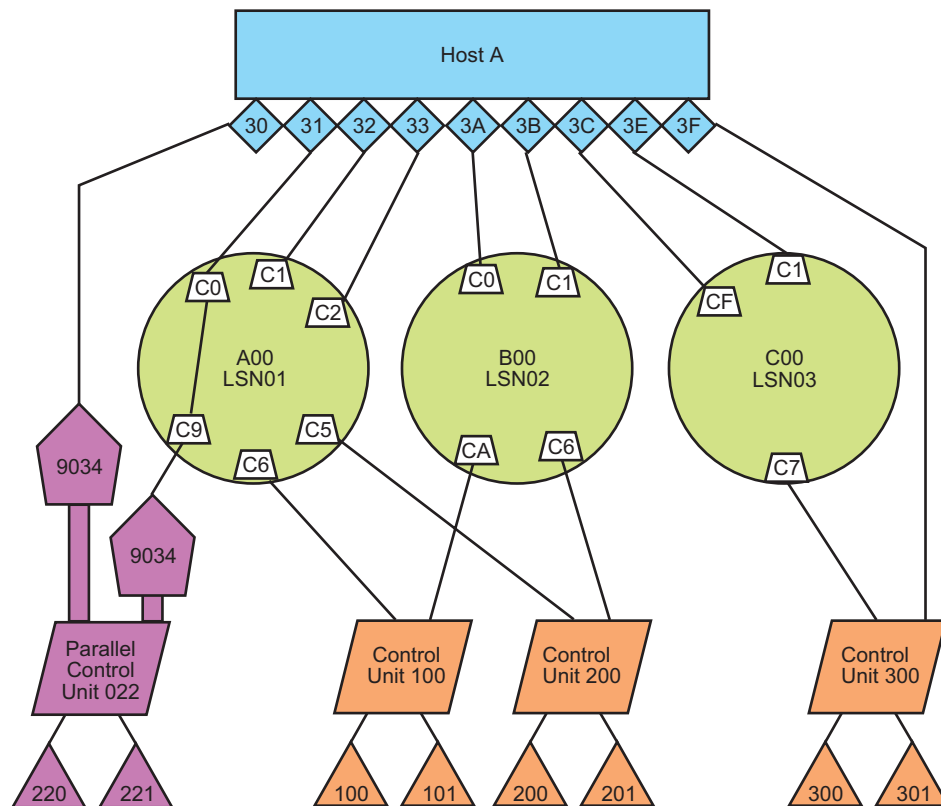 Host A
30
31
32
33
3A
3B
3C
3E
3F
C0
C1
C2
C0
C1
CF
C1
A00
LSN01
B00
LSN02
C00
LSN03
C9
C6
C5
CA
C6
C7
9034
9034
Parallel
Control
Unit 022
Control
Unit 100
Control
Unit 200
Control
Unit 300
220
221
100
101
200
201
300
301